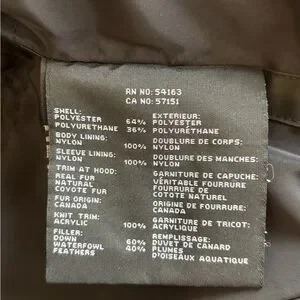 RN NO: 54163
CA NO: 57151
SHELL:
POLYESTER 64%
POLYURETHANE 36%
BODY LINING:
NYLON 100%
SLEEVE LINING:
NYLON 100%
TRIM AT HOOD:
REAL FUR
NATURAL
COYOTE FUR
FUR ORIGIN:
CANADA
KNIT TRIM:
ACRYLIC 100%
FILLER:
DOWN 60%
WATERFOWL 40%
FEATHERS
EXTERIEUR:
POLYESTER
POLYURETHANE
DOUBLURE DE CORPS:
NYLON
DOUBLURE DES MANCHES:
NYLON
GARNITURE DE CAPUCHE:
VÉRITABLE FOURRURE
FOURRURE DE
COTOTE NATUREL
ORIGINE DE FOURRURE:
CANADA
GARNITURE DE TRICOT:
ACRYLIQUE
REMPLISSAGE:
DUVET DE CANARD
PLUMES
D'OISEAUX AQUATIQUE